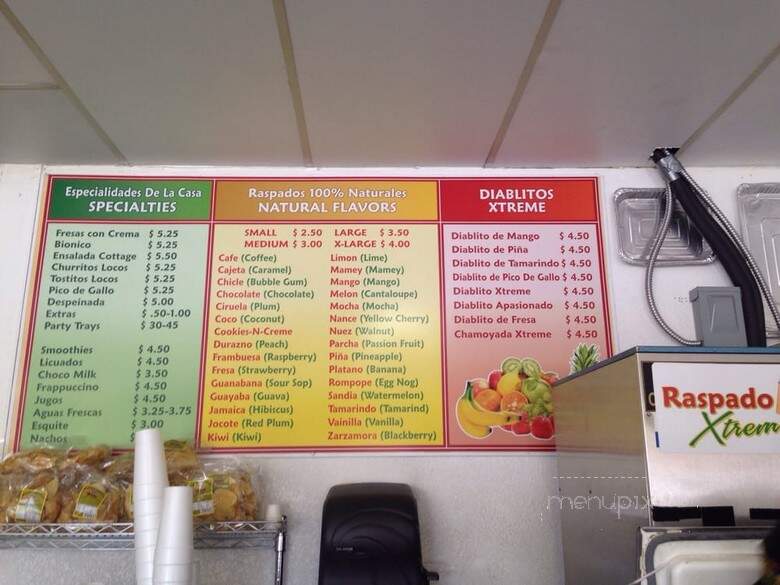 Especialidades De La Casa
SPECIALTIES
Fresas con Crema $ 5.25
Bionico $ 5.25
Ensalada Cottage $ 5.50
Churritos Locos $ 5.25
Tostitos Locos $ 5.25
Pico de Gallo $ 5.25
Despeinada $ 5.00
Extras $ .50-1.00
Party Trays $ 30-45
Smoothies $ 4.50
Licuados $ 4.50
Choco Milk $ 3.50
Frappuccino $ 4.50
Jugos $ 4.50
Aguas Frescas $ 3.25-3.75
Esquite $ 3.00
Nachos
Raspados 100% Naturales
NATURAL FLAVORS
SMALL $ 2.50 LARGE $ 3.50
MEDIUM $ 3.00 X-LARGE $ 4.00
Cafe (Coffee)
Cajeta (Caramel)
Chicle (Bubble Gum)
Chocolate (Chocolate)
Ciruela (Plum)
Coco (Coconut)
Cookies-N-Creme
Durazno (Peach)
Frambuesa (Raspberry)
Fresa (Strawberry)
Guanabana (Sour Sop)
Guayaba (Guava)
Jamaica (Hibiscus)
Jocote (Red Plum)
Kiwi (Kiwi)
Limon (Lime)
Mamey (Mamey)
Mango (Mango)
Melon (Cantaloupe)
Mocha (Mocha)
Nance (Yellow Cherry)
Nuez (Walnut)
Parcha (Passion Fruit)
Piña (Pineapple)
Platano (Banana)
Rompope (Egg Nog)
Sandia (Watermelon)
Tamarindo (Tamarind)
Vainilla (Vanilla)
Zarzamora (Blackberry)
DIABLITOS
XTREME
Diablito de Mango $ 4.50
Diablito de Piña $ 4.50
Diablito de Tamarindo $ 4.50
Diablito de Pico De Gallo $ 4.50
Diablito Xtreme $ 4.50
Diablito Apasionado $ 4.50
Diablito de Fresa $ 4.50
Chamoyada Xtreme $ 4.50
Raspado
Xtrem
menupix